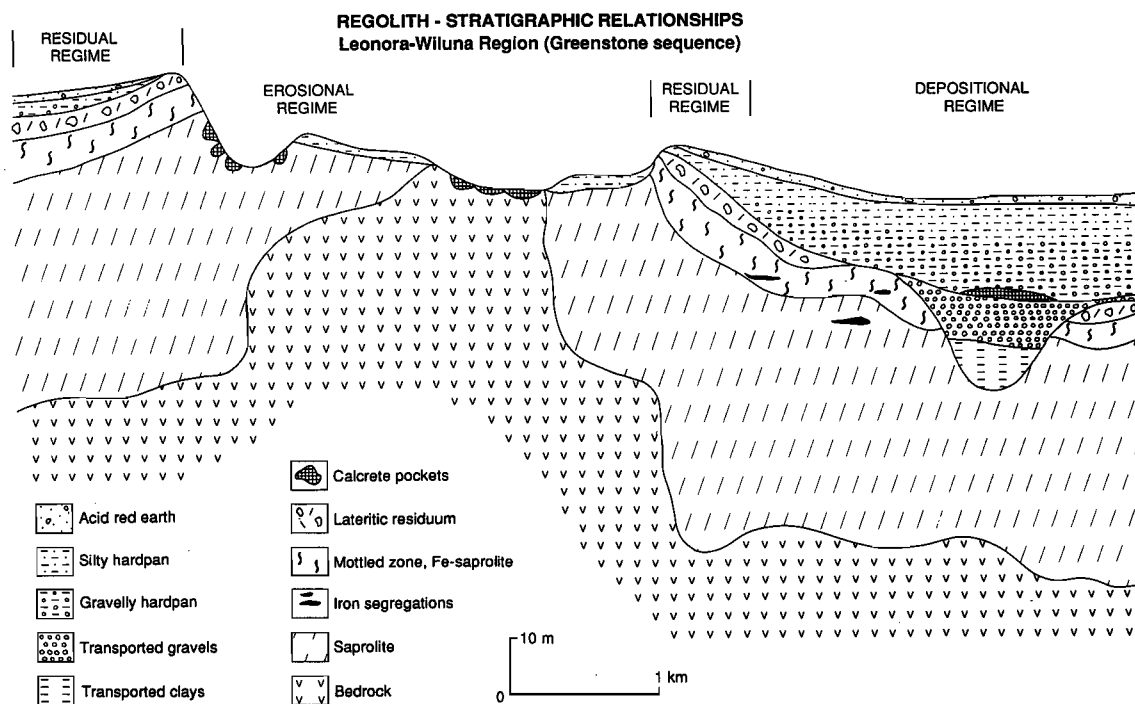 REGOLITH - STRATIGRAPHIC RELATIONSHIPS
Leonora-Wiluna Region (Greenstone sequence)
RESIDUAL
REGIME
EROSIONAL
REGIME
RESIDUAL
REGIME
DEPOSITIONAL
REGIME
Acid red earth
Silty hardpan
Gravelly hardpan
Transported gravels
Transported clays
Calcrete pockets
Lateritic residuum
Mottled zone, Fe-saprolite
Iron segregations
Saprolite
Bedrock
10 m
1 km
0